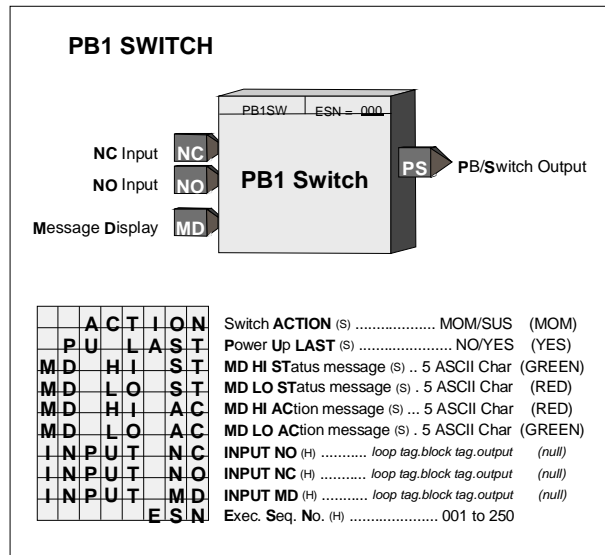 PB1 SWITCH
PB1SW ESN = 000
NC Input NC
NO Input NO
PB1 Switch
PS PB/Switch Output
Message Display MD
ACTION Switch ACTION (S) .................. MOM/SUS (MOM)
PU LAST Power Up LAST (S) ...................... NO/YES (YES)
MD HI ST MD HI STatus message (S) .. 5 ASCII Char (GREEN)
MD LO ST MD LO STatus message (S) . 5 ASCII Char (RED)
MD HI AC MD HI ACtion message (S) ... 5 ASCII Char (RED)
MD LO AC MD LO ACtion message (S) . 5 ASCII Char (GREEN)
INPUT NC INPUT NO (H) ........... loop tag.block tag.output (null)
INPUT NO INPUT NC (H) ........... loop tag.block tag.output (null)
INPUT MD INPUT MD (H) ........... loop tag.block tag.output (null)
ESN Exec. Seq. No. (H) ...................... 001 to 250